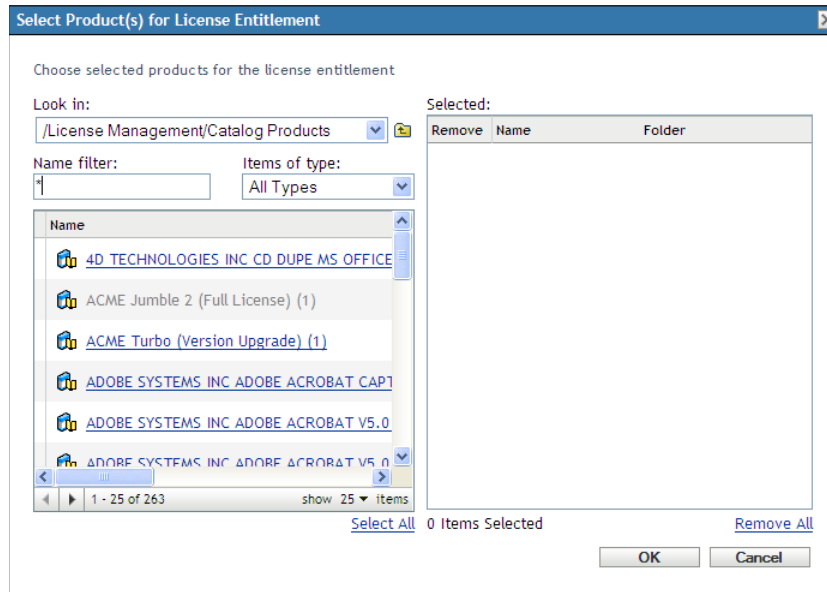 Select Product(s) for License Entitlement
Choose selected products for the license entitlement
Look in:
/License Management/Catalog Products
Name filter:
Items of type:
*
All Types
Name
4D TECHNOLOGIES INC CD DUPE MS OFFICE
ACME Jumble 2 (Full License) (1)
ACME Turbo (Version Upgrade) (1)
ADOBE SYSTEMS INC ADOBE ACROBAT CAPT
ADOBE SYSTEMS INC ADOBE ACROBAT V5.0
ADOBE SYSTEMS INC ADOBE ACROBAT V5.0
1 - 25 of 263
show 25 items
Select All
Selected:
Remove Name Folder
0 Items Selected
Remove All
OK
Cancel